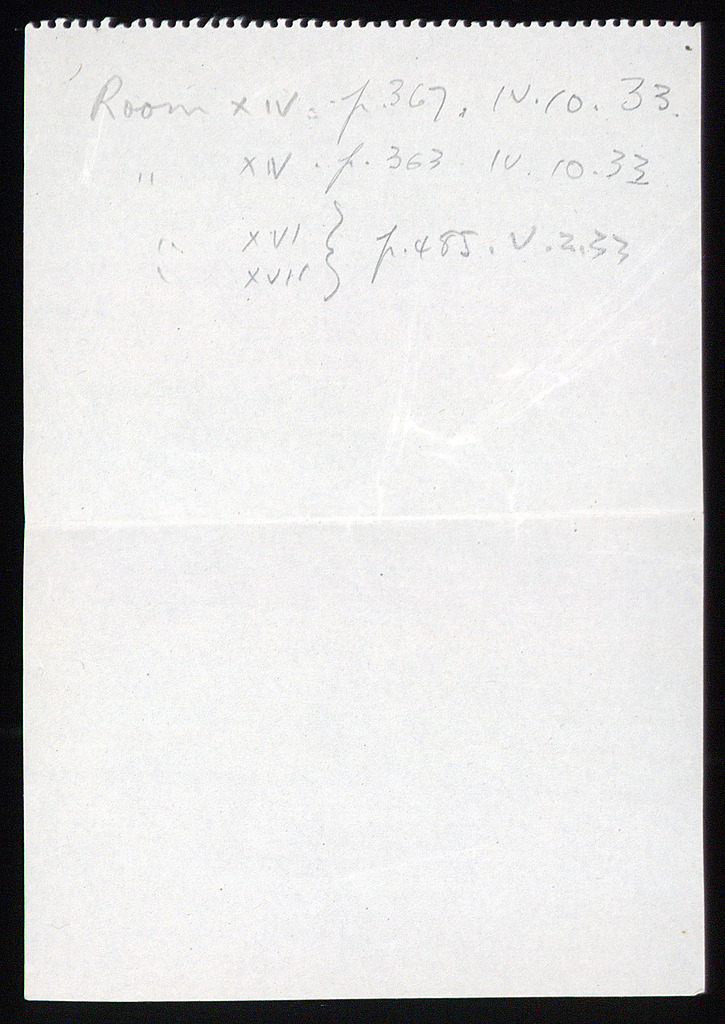 Room XIV. p. 367. IV. 10. 33.
" XIV. p. 363. IV. 10. 33
" XVI
XVII } p. 485. V. 2. 33